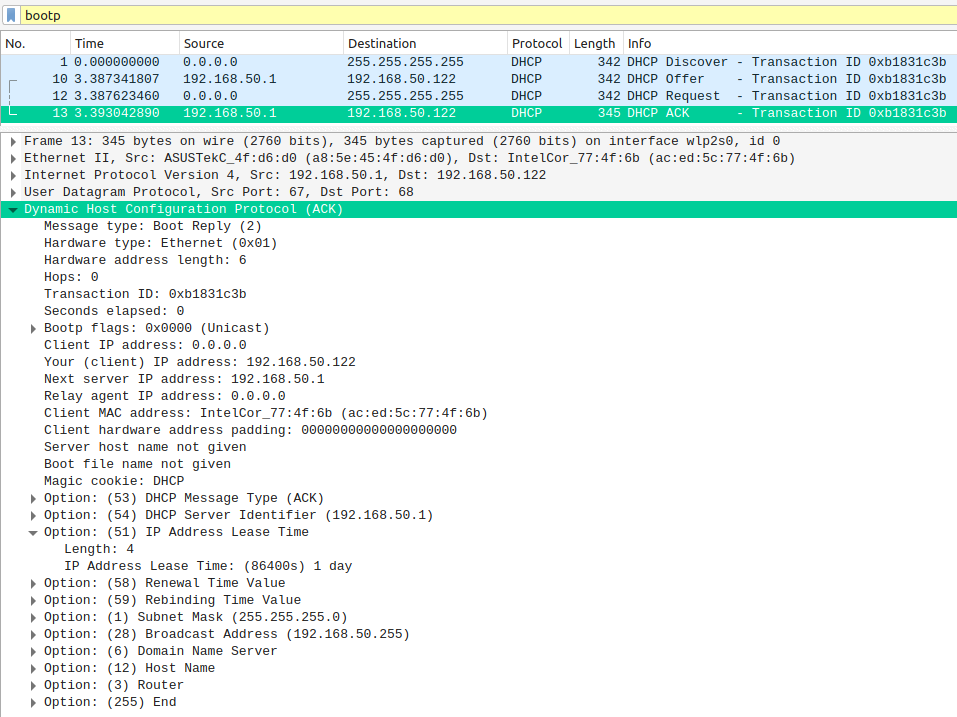 bootp
No. Time Source Destination Protocol Length Info
1 0.000000000 0.0.0.0 255.255.255.255 DHCP 342 DHCP Discover - Transaction ID 0xb1831c3b
10 3.387341807 192.168.50.1 192.168.50.122 DHCP 342 DHCP Offer - Transaction ID 0xb1831c3b
12 3.387623460 0.0.0.0 255.255.255.255 DHCP 342 DHCP Request - Transaction ID 0xb1831c3b
13 3.393042890 192.168.50.1 192.168.50.122 DHCP 345 DHCP ACK - Transaction ID 0xb1831c3b
Frame 13: 345 bytes on wire (2760 bits), 345 bytes captured (2760 bits) on interface wlp2s0, id 0
Ethernet II, Src: ASUSTekC_4f:d6:d0 (a8:5e:45:4f:d6:d0), Dst: IntelCor_77:4f:6b (ac:ed:5c:77:4f:6b)
Internet Protocol Version 4, Src: 192.168.50.1, Dst: 192.168.50.122
User Datagram Protocol, Src Port: 67, Dst Port: 68
Dynamic Host Configuration Protocol (ACK)
Message type: Boot Reply (2)
Hardware type: Ethernet (0x01)
Hardware address length: 6
Hops: 0
Transaction ID: 0xb1831c3b
Seconds elapsed: 0
Bootp flags: 0x0000 (Unicast)
Client IP address: 0.0.0.0
Your (client) IP address: 192.168.50.122
Next server IP address: 192.168.50.1
Relay agent IP address: 0.0.0.0
Client MAC address: IntelCor_77:4f:6b (ac:ed:5c:77:4f:6b)
Client hardware address padding: 00000000000000000000
Server host name not given
Boot file name not given
Magic cookie: DHCP
Option: (53) DHCP Message Type (ACK)
Option: (54) DHCP Server Identifier (192.168.50.1)
Option: (51) IP Address Lease Time
Length: 4
IP Address Lease Time: (86400s) 1 day
Option: (58) Renewal Time Value
Option: (59) Rebinding Time Value
Option: (1) Subnet Mask (255.255.255.0)
Option: (28) Broadcast Address (192.168.50.255)
Option: (6) Domain Name Server
Option: (12) Host Name
Option: (3) Router
Option: (255) End